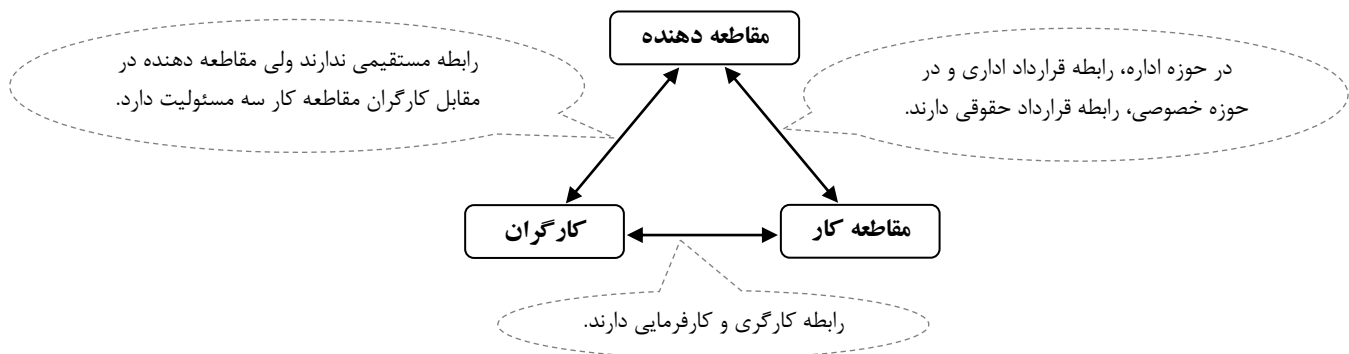 مقاطعه دهنده
در حوزه اداره، رابطه قرارداد اداری و در
حوزه خصوصی، رابطه قرارداد حقوقی دارند.
رابطه مستقیمی ندارند ولی مقاطعه دهنده در
مقابل کارگران مقاطعه کار سه مسئولیت دارد.
مقاطعه کار
کارگران
رابطه کارگری و کارفرمایی دارند.